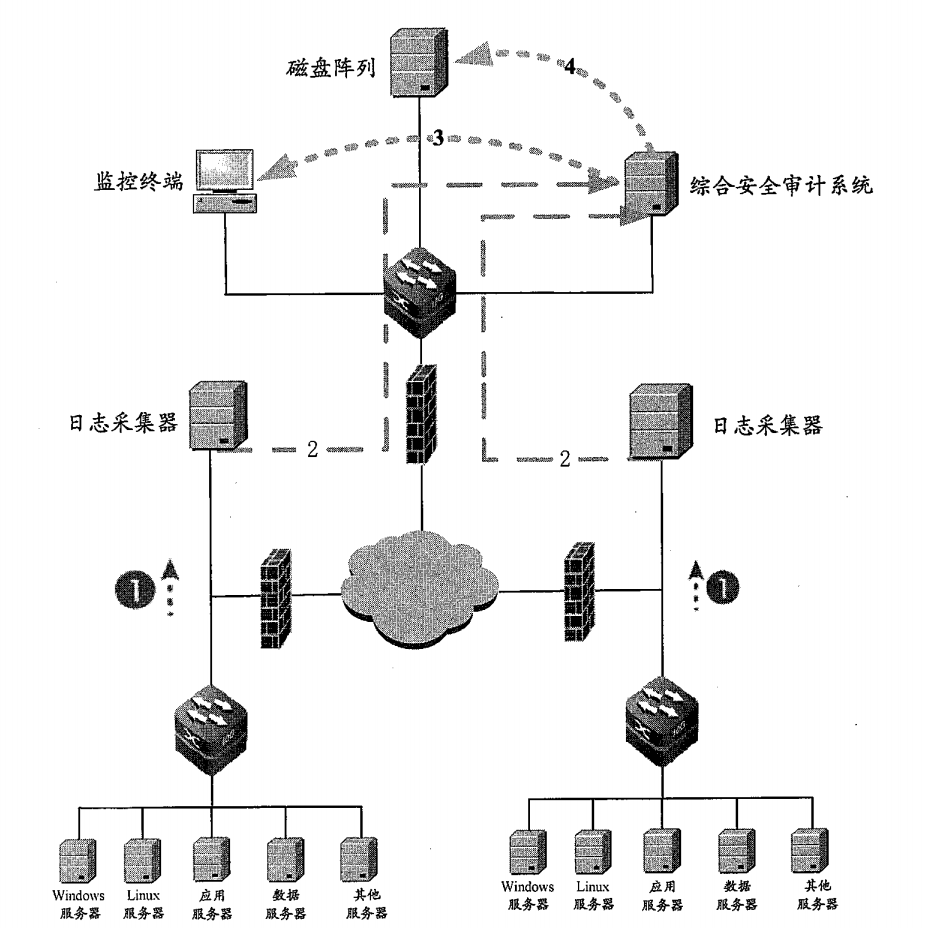 磁盘阵列
4
3
监控终端
综合安全审计系统
日志采集器
日志采集器
2
2
1
1
Windows
服务器
Linux
服务器
应用
服务器
数据
服务器
其他
服务器
Windows
服务器
Linux
服务器
应用
服务器
数据
服务器
其他
服务器